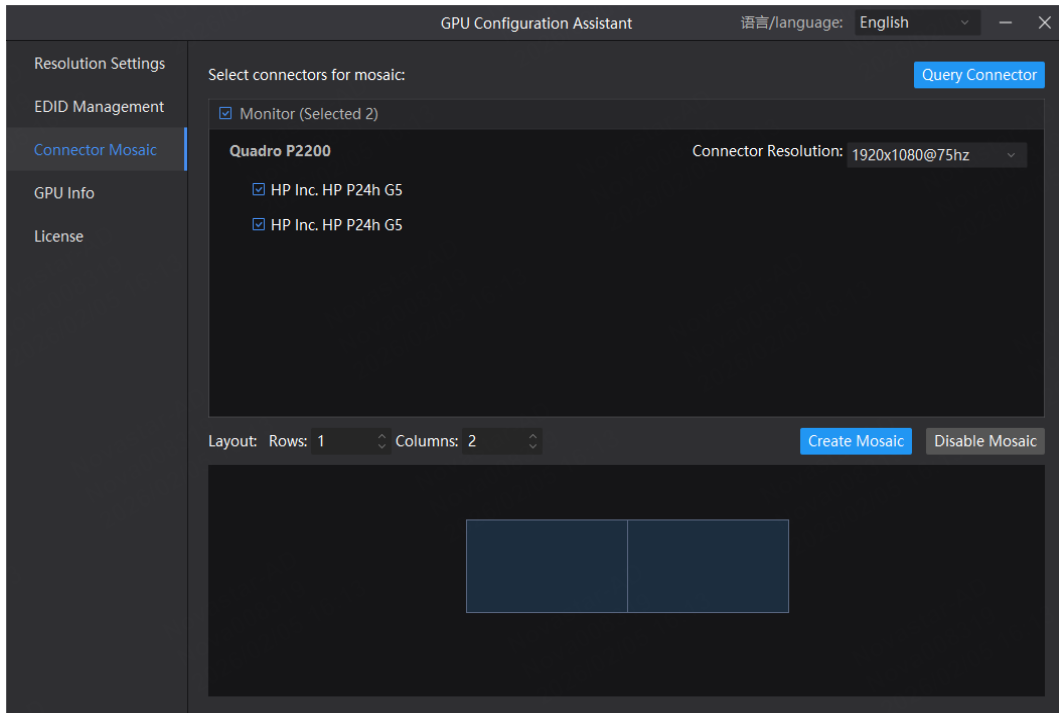 GPU Configuration Assistant 语言/language: English
Resolution Settings
EDID Management
Connector Mosaic
GPU Info
License
Select connectors for mosaic: Query Connector
Monitor (Selected 2)
Quadro P2200 Connector Resolution: 1920x1080@75hz
HP Inc. HP P24h G5
HP Inc. HP P24h G5
Layout: Rows: 1 Columns: 2 Create Mosaic Disable Mosaic